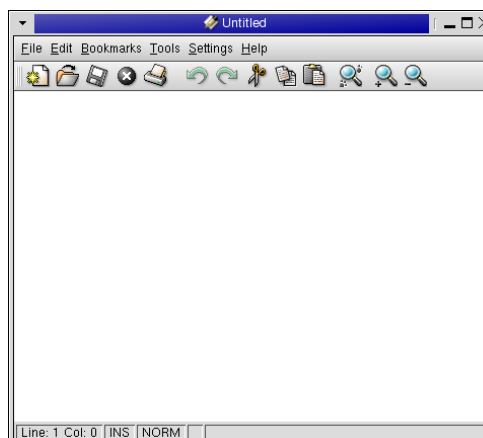 Untitled
File Edit Bookmarks Tools Settings Help
Line: 1 Col: 0 INS NORM